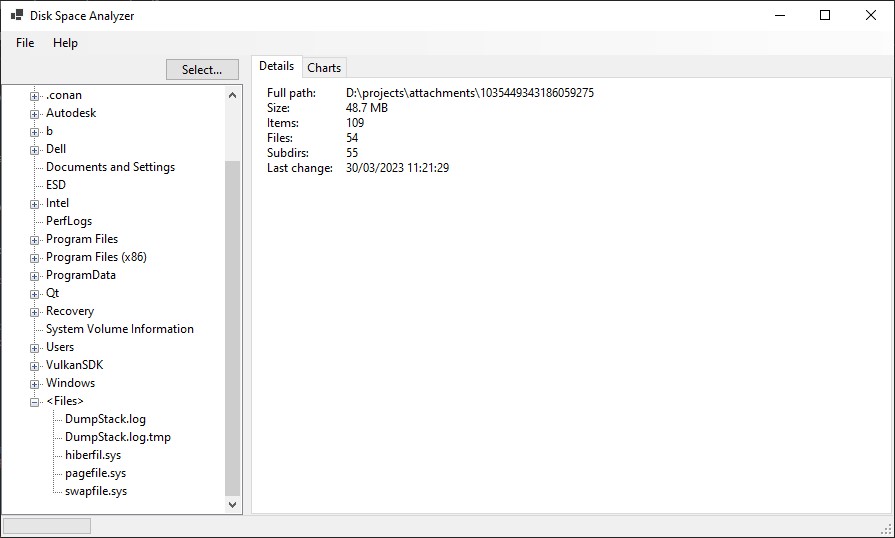 Disk Space Analyzer
File Help
Select...
.conan
Autodesk
b
Dell
Documents and Settings
ESD
Intel
PerfLogs
Program Files
Program Files (x86)
ProgramData
Qt
Recovery
System Volume Information
Users
VulkanSDK
Windows
<Files>
DumpStack.log
DumpStack.log.tmp
hiberfil.sys
pagefile.sys
swapfile.sys
Details Charts
Full path: D:\projects\attachments\1035449343186059275
Size: 48.7 MB
Items: 109
Files: 54
Subdirs: 55
Last change: 30/03/2023 11:21:29